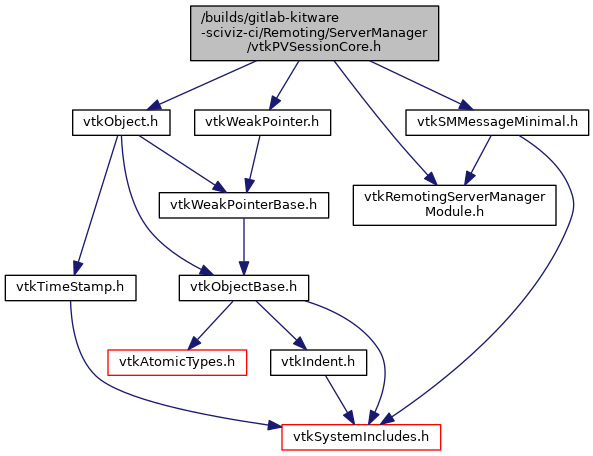 /builds/gitlab-kitware
-sciviz-ci/Remoting/ServerManager
/vtkPVSessionCore.h
vtkObject.h
vtkWeakPointer.h
vtkSMMessageMinimal.h
vtkWeakPointerBase.h
vtkRemotingServerManager
Module.h
vtkTimeStamp.h
vtkObjectBase.h
vtkAtomicTypes.h
vtkIndent.h
vtkSystemIncludes.h